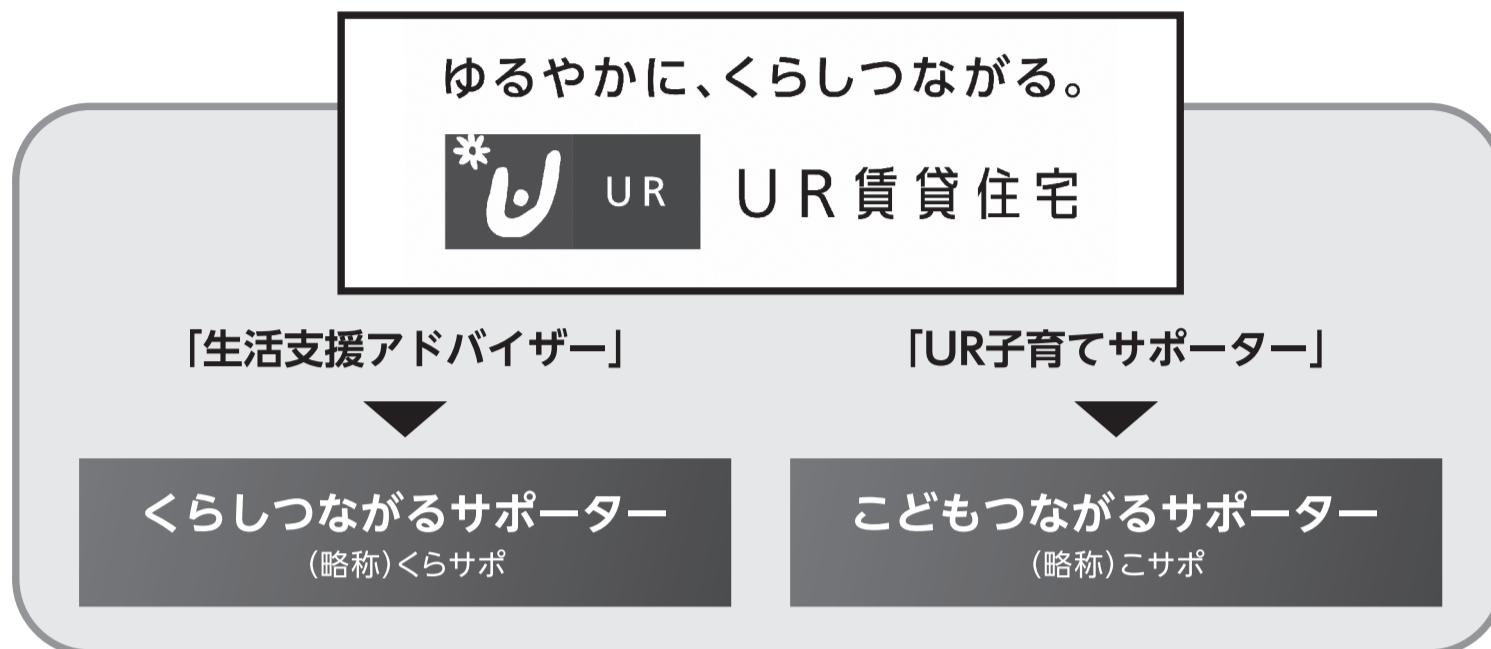 ゆるやかに、くらしつながる。
UR
UR賃貸住宅
「生活支援アドバイザー」
「UR子育てサポーター」
くらしつながるサポーター
(略称)くらサポ
こどもつながるサポーター
(略称)こサポ